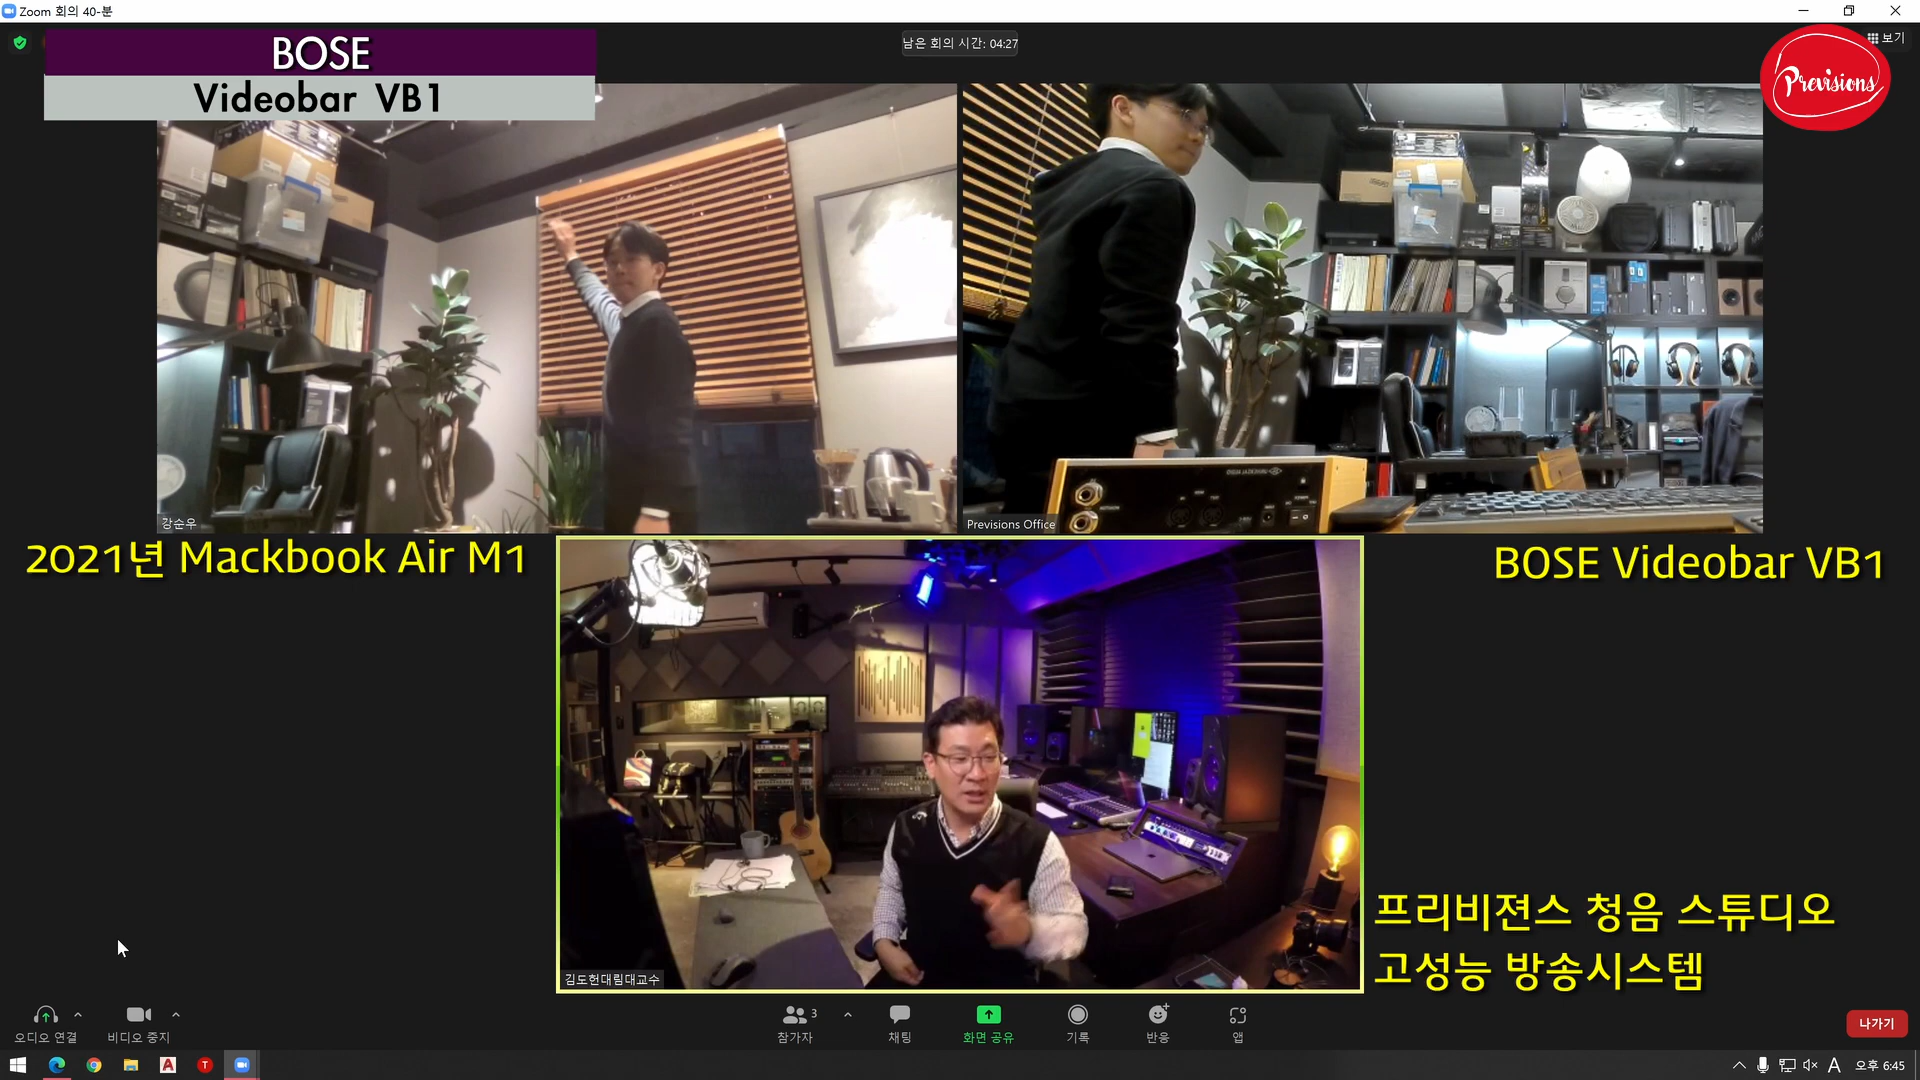 Zoom 회의 40-분
BOSE
Videobar VB1
남은 회의 시간: 04:27
보기
Previsions
강순우
Previsions Office
2021년 Mackbook Air M1
BOSE Videobar VB1
김도헌대림대교수
프리비젼스 청음 스튜디오
고성능 방송시스템
오디오 연결
비디오 중지
3
참가자
채팅
화면 공유
기록
반응
앱
나가기
A
오후 6:45